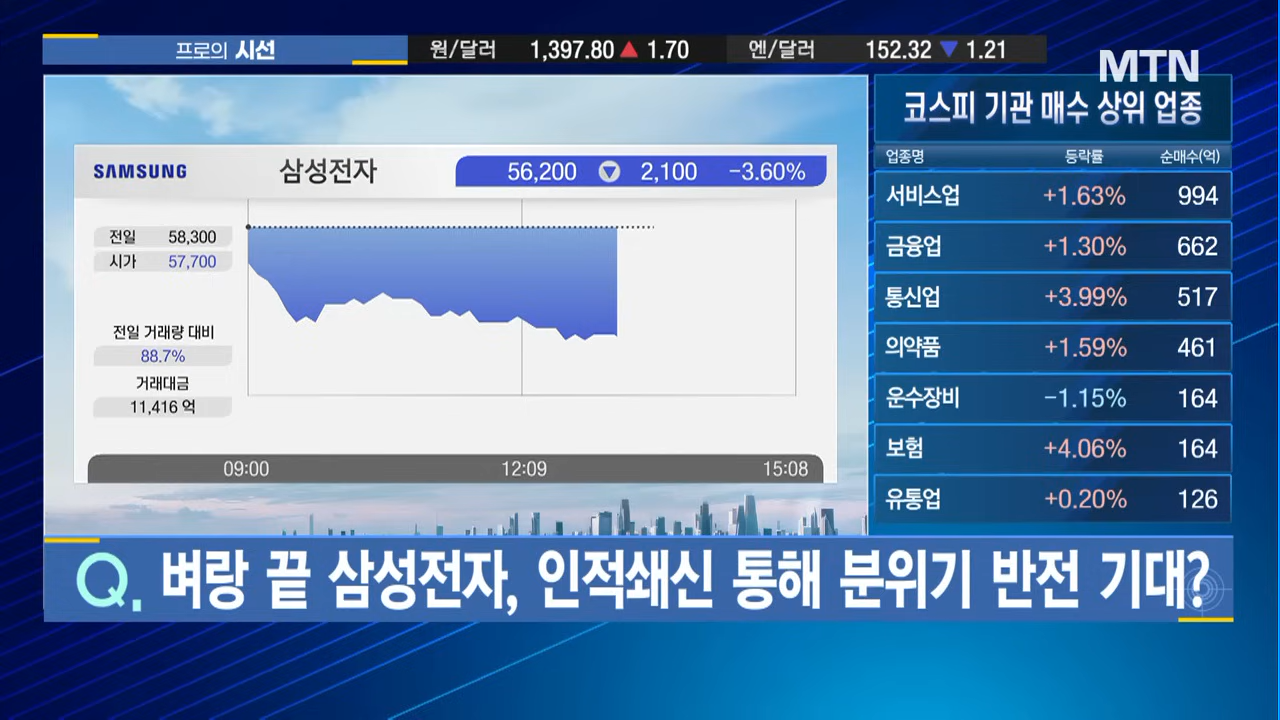 프로의 시선
원/달러 1,397.80 ▲ 1.70 엔/달러 152.32 ▼ 1.21
MTN
SAMSUNG 삼성전자 56,200 ▽ 2,100 -3.60%
전일 58,300
시가 57,700
전일 거래량 대비
88.7%
거래대금
11,416 억
09:00 12:09 15:08
코스피 기관 매수 상위 업종
업종명 등락률 순매수(억)
서비스업 +1.63% 994
금융업 +1.30% 662
통신업 +3.99% 517
의약품 +1.59% 461
운수장비 -1.15% 164
보험 +4.06% 164
유통업 +0.20% 126
Q. 벼랑 끝 삼성전자, 인적쇄신 통해 분위기 반전 기대?